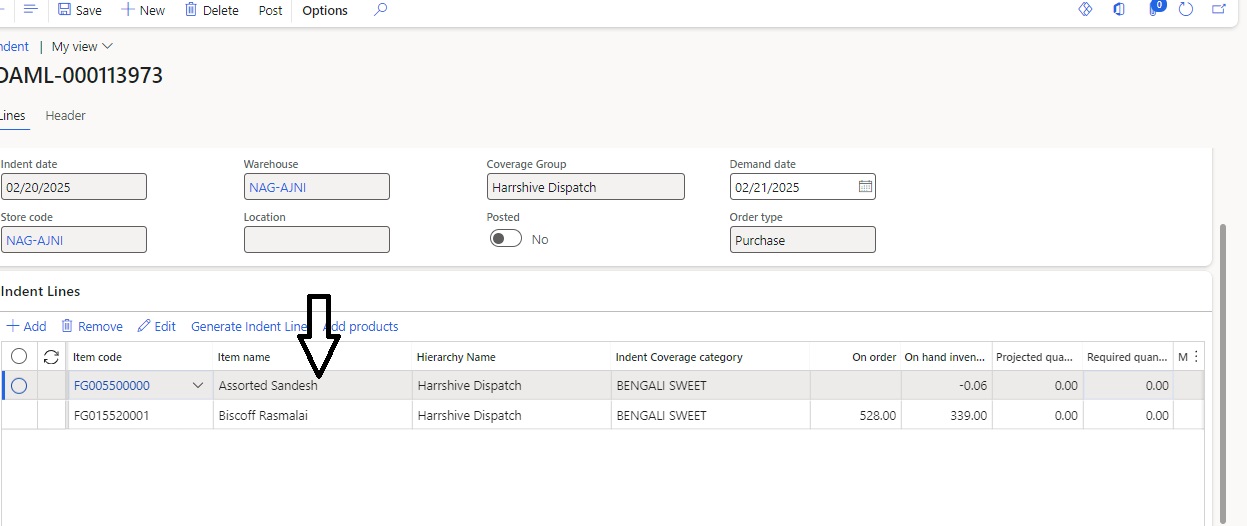 Save New Delete Post Options 0
ndent | My view
DAML-000113973
Lines Header
Indent date Warehouse Coverage Group Demand date
02/20/2025 NAG-AJNI Harrshive Dispatch 02/21/2025
Store code Location Posted Order type
NAG-AJNI No Purchase
Indent Lines
Add Remove Edit Generate Indent Line dd products
Item code Item name Hierarchy Name Indent Coverage category On order On hand inven... Projected qua... Required quan... M
FG005500000 Assorted Sandesh Harrshive Dispatch BENGALI SWEET -0.06 0.00 0.00
FG015520001 Biscoff Rasmalai Harrshive Dispatch BENGALI SWEET 528.00 339.00 0.00 0.00